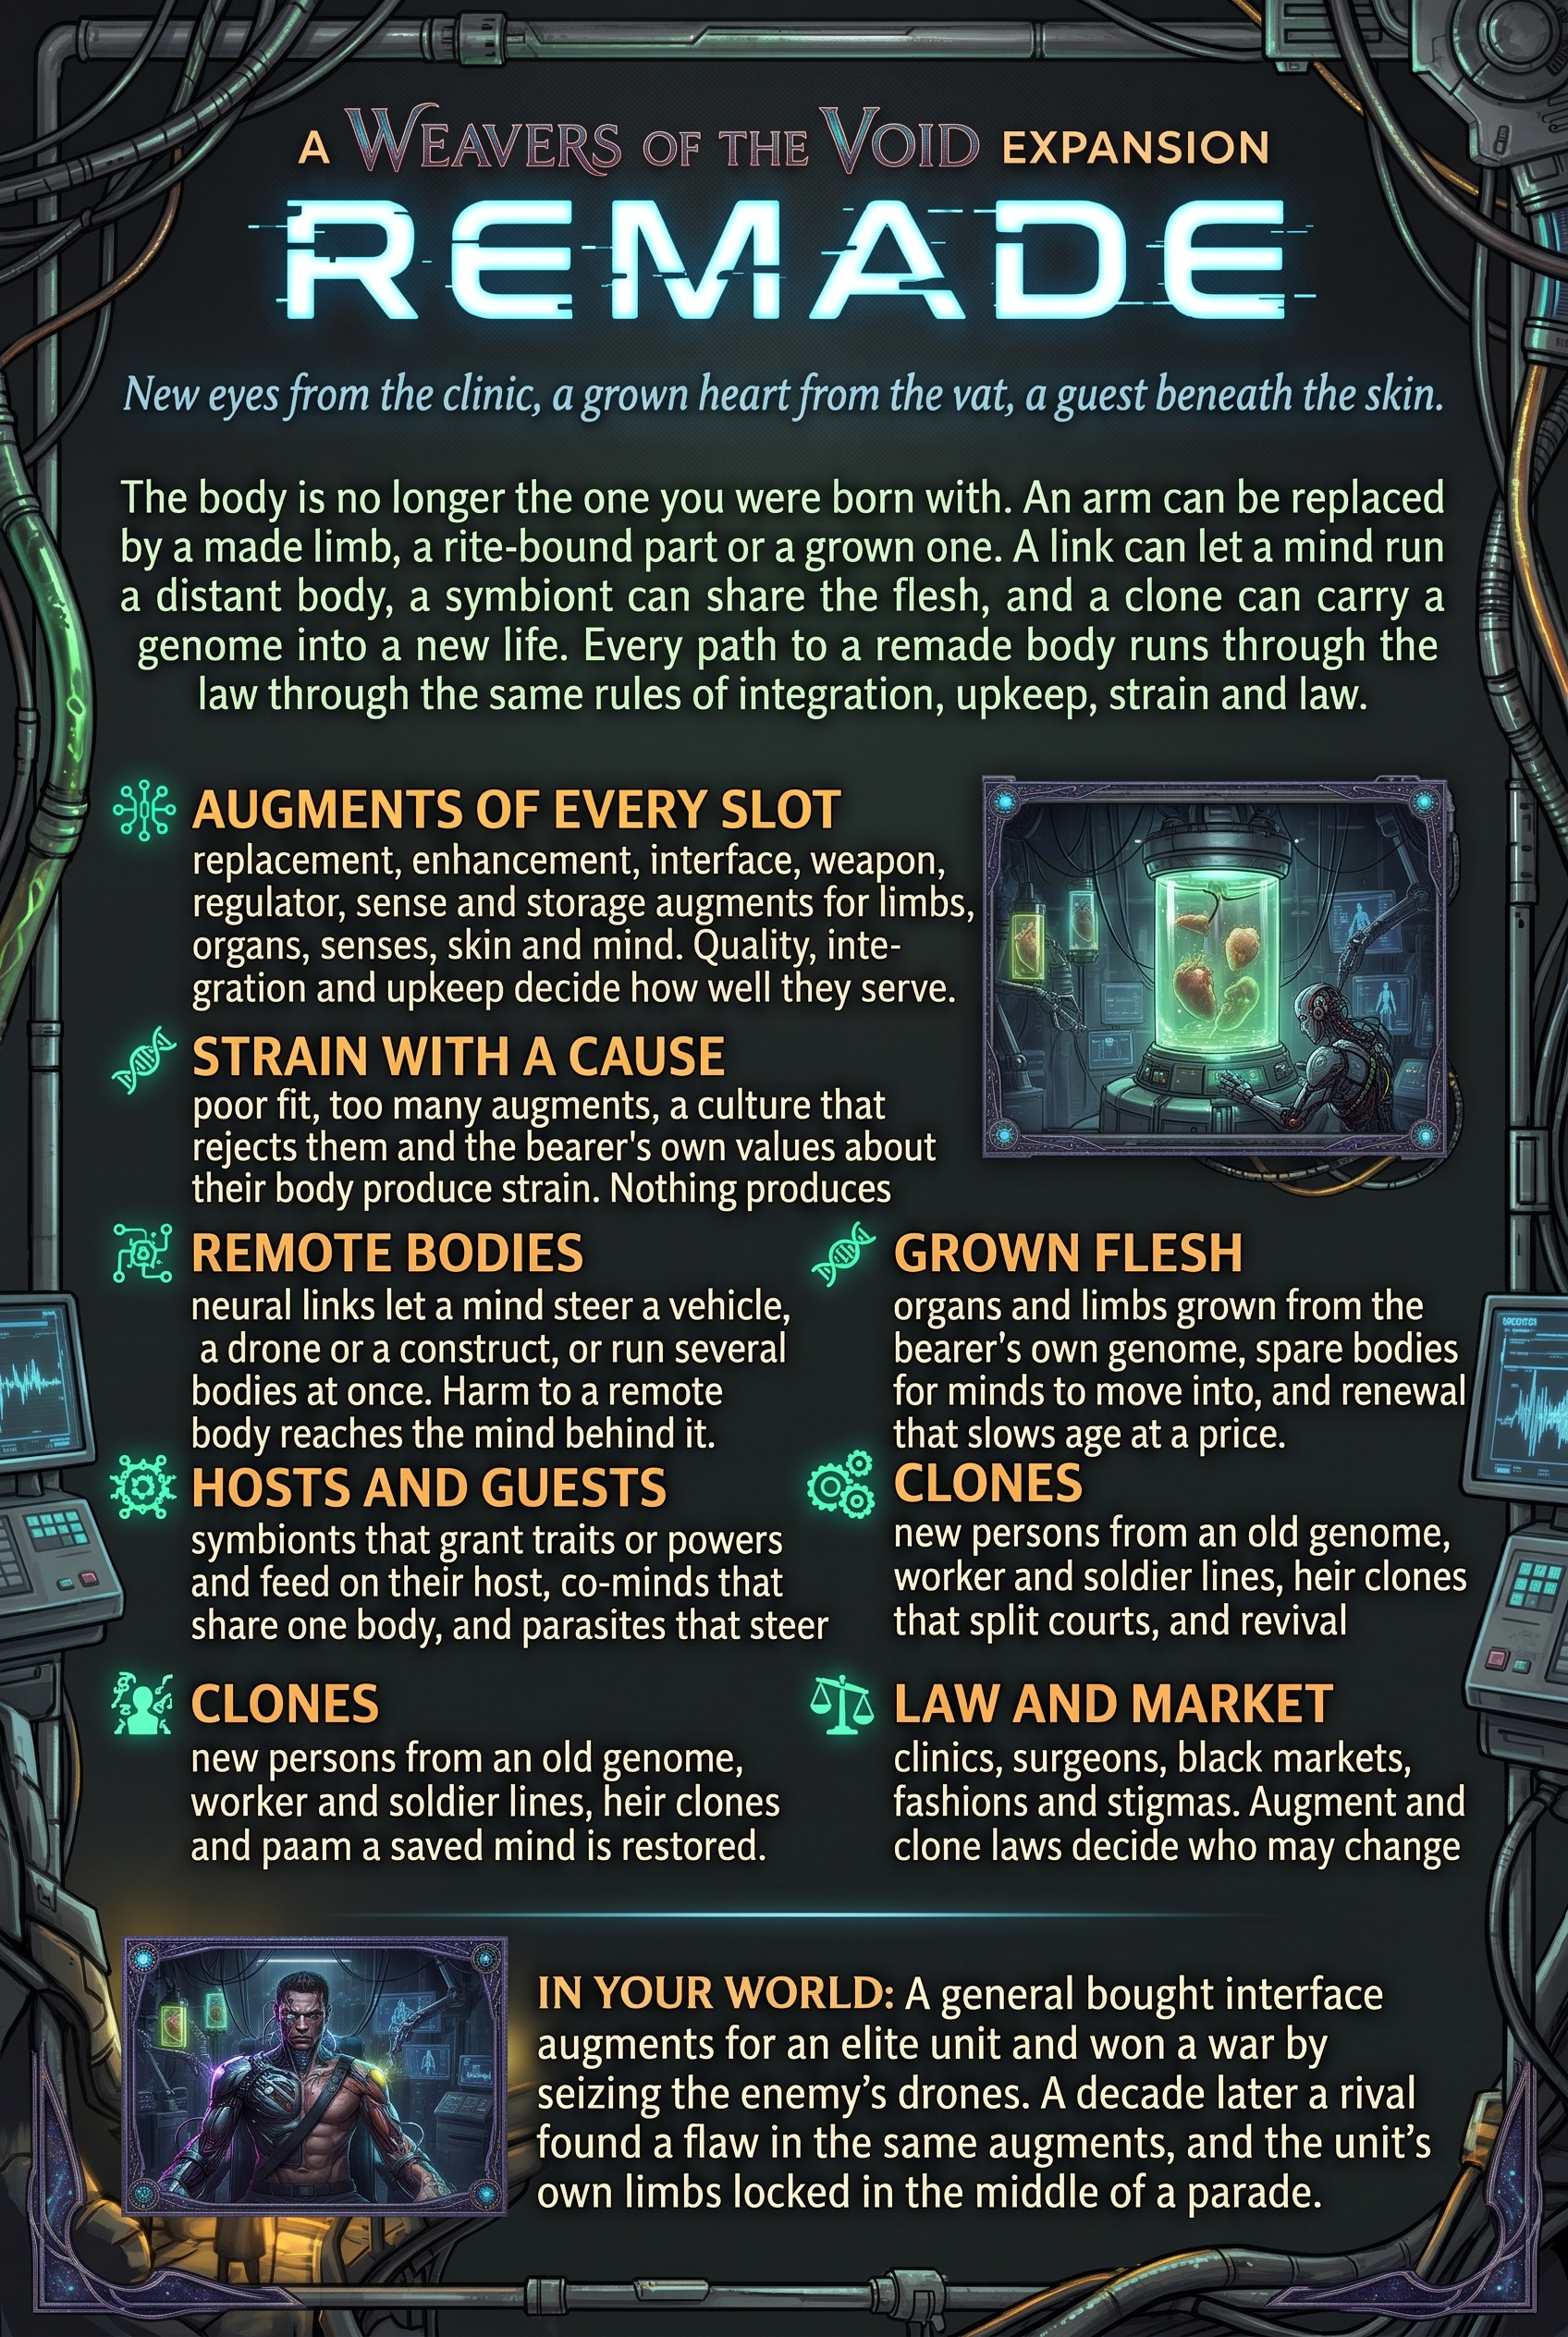 A WEAVERS OF THE VOID EXPANSION
REMADE
New eyes from the clinic, a grown heart from the vat, a guest beneath the skin.
The body is no longer the one you were born with. An arm can be replaced
by a made limb, a rite-bound part or a grown one. A link can let a mind run
a distant body, a symbiont can share the flesh, and a clone can carry a
genome into a new life. Every path to a remade body runs through the
law through the same rules of integration, upkeep, strain and law.
AUGMENTS OF EVERY SLOT
replacement, enhancement, interface, weapon,
regulator, sense and storage augments for limbs,
organs, senses, skin and mind. Quality, inte-
gration and upkeep decide how well they serve.
STRAIN WITH A CAUSE
poor fit, too many augments, a culture that
rejects them and the bearer's own values about
their body produce strain. Nothing produces
REMOTE BODIES
neural links let a mind steer a vehicle,
a drone or a construct, or run several
bodies at once. Harm to a remote
body reaches the mind behind it.
GROWN FLESH
organs and limbs grown from the
bearer's own genome, spare bodies
for minds to move into, and renewal
that slows age at a price.
HOSTS AND GUESTS
symbionts that grant traits or powers
and feed on their host, co-minds that
share one body, and parasites that steer
CLONES
new persons from an old genome,
worker and soldier lines, heir clones
that split courts, and revival
CLONES
new persons from an old genome,
worker and soldier lines, heir clones
and paam a saved mind is restored.
LAW AND MARKET
clinics, surgeons, black markets,
fashions and stigmas. Augment and
clone laws decide who may change
IN YOUR WORLD: A general bought interface
augments for an elite unit and won a war by
seizing the enemy’s drones. A decade later a rival
found a flaw in the same augments, and the unit’s
own limbs locked in the middle of a parade.